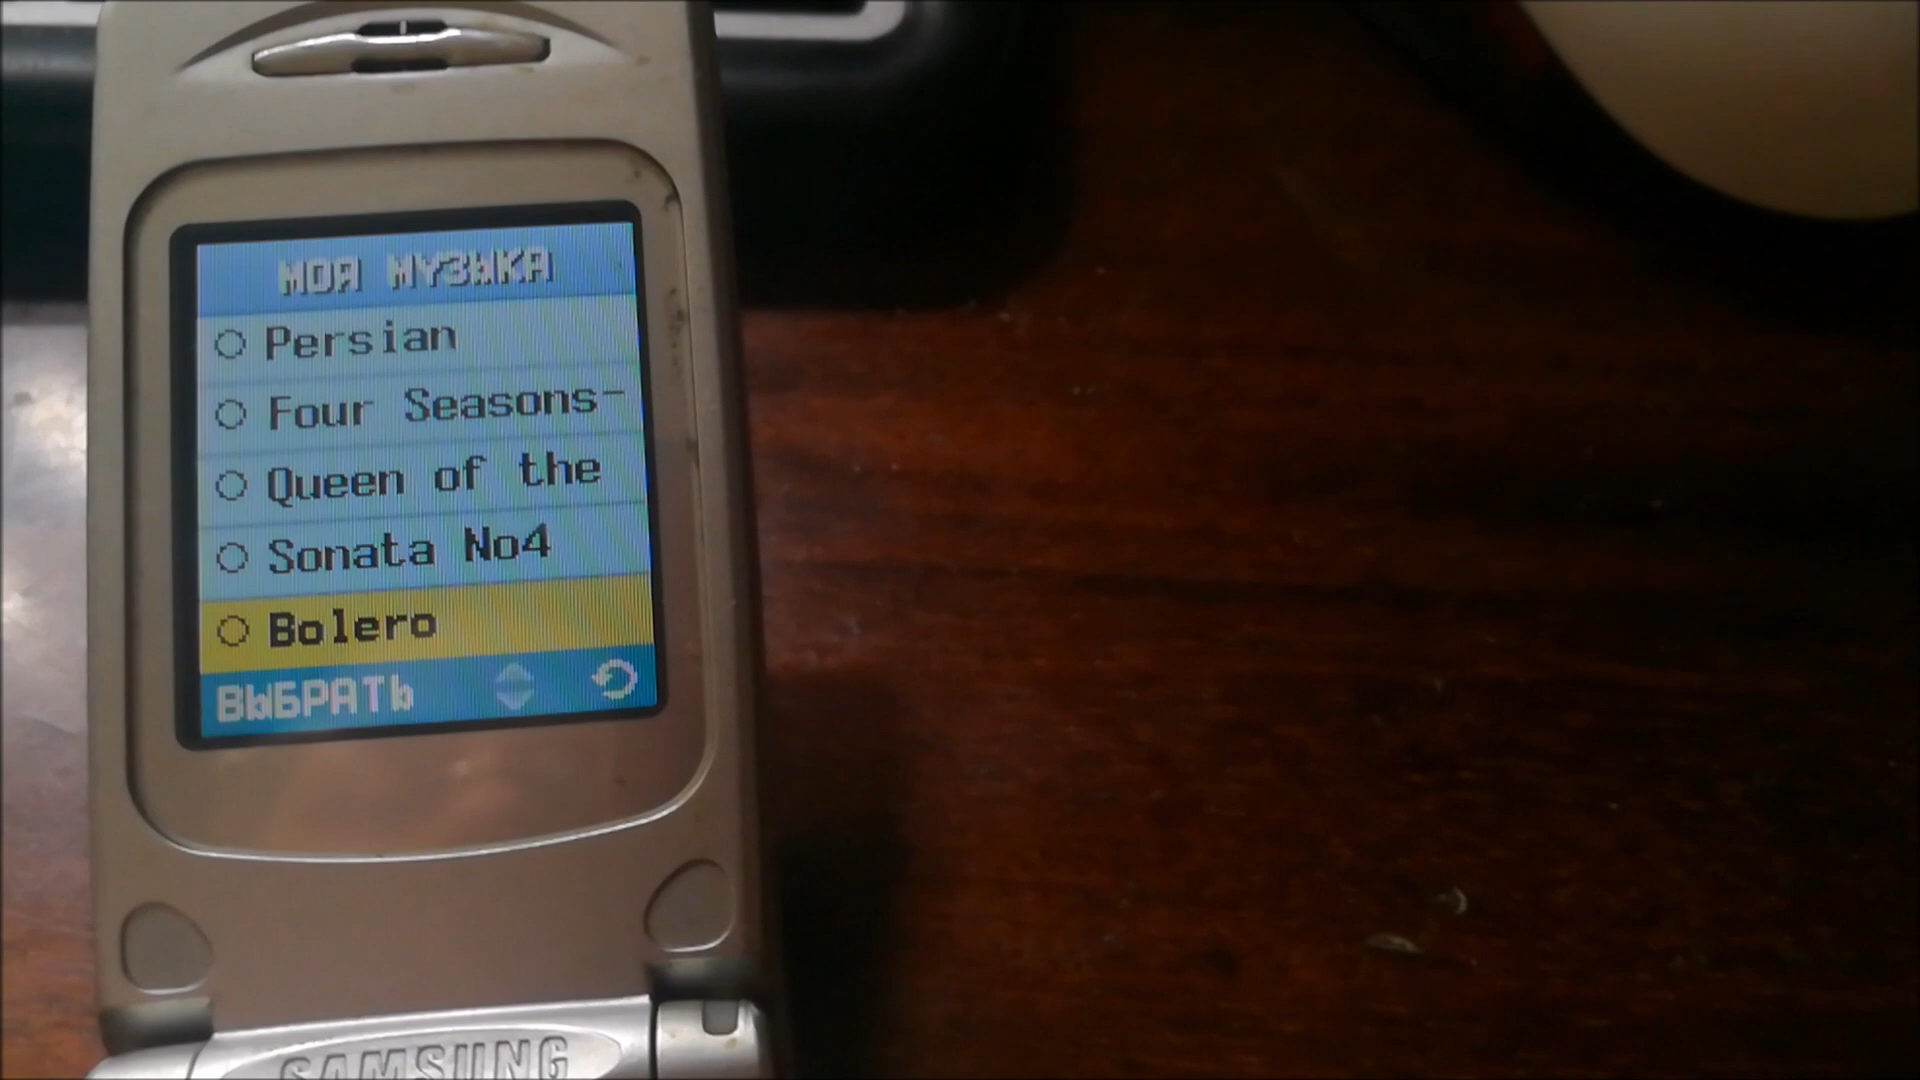 МОЯ МУЗЫКА
Persian
Four Seasons-
Queen of the
Sonata No4
Bolero
ВЫБРАТЬ
SAMSUNG